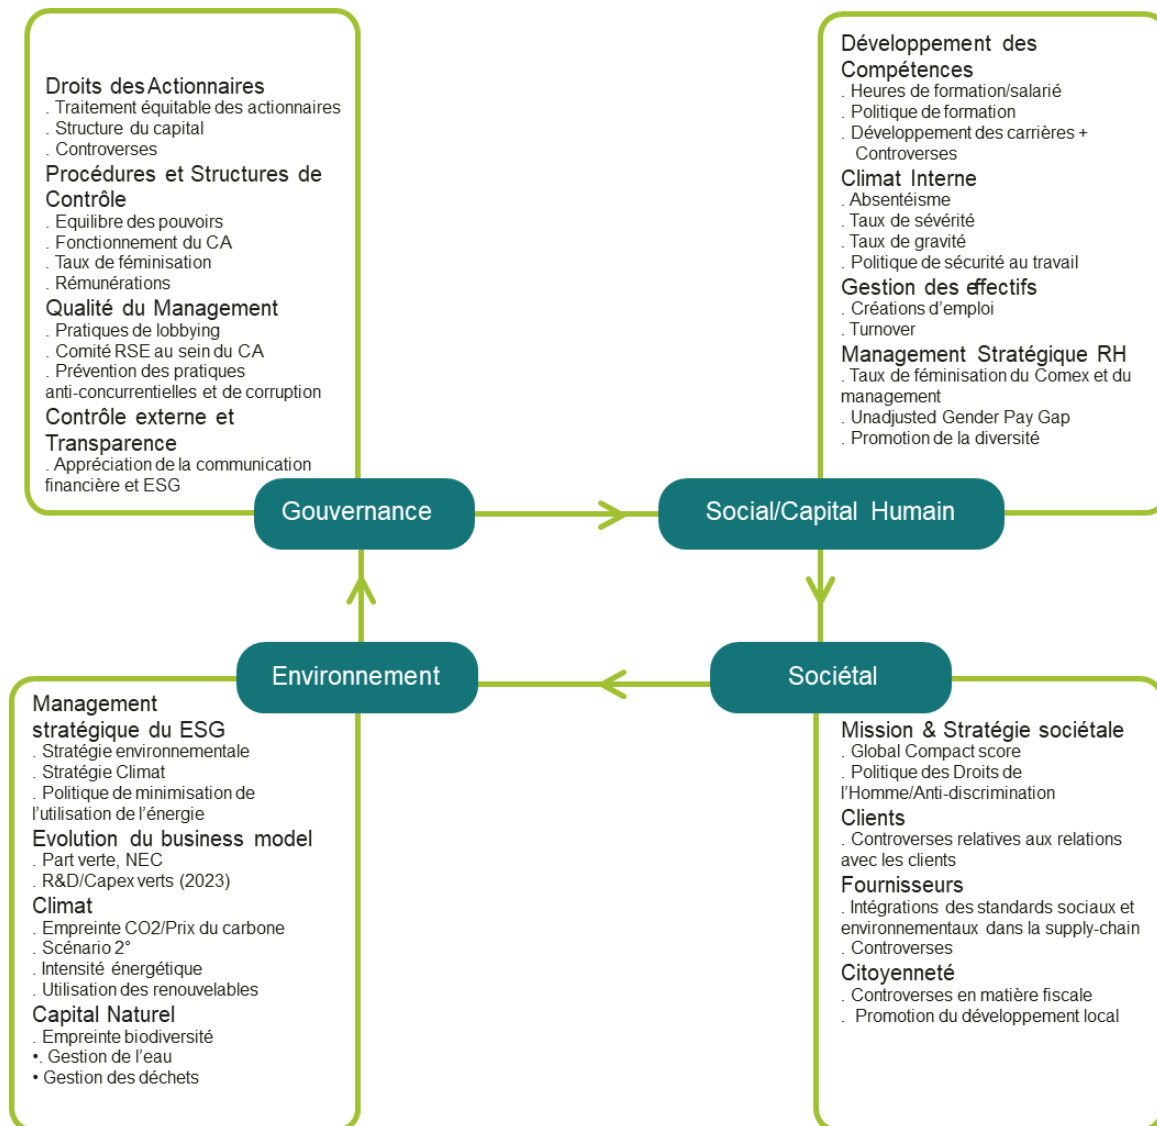 Droits des Actionnaires
. Traitement équitable des actionnaires
. Structure du capital
. Controverses
Procédures et Structures de
Contrôle
. Equilibre des pouvoirs
. Fonctionnement du CA
. Taux de féminisation
. Rémunérations
Qualité du Management
. Pratiques de lobbying
. Comité RSE au sein du CA
. Prévention des pratiques
anti-concurrentielles et de corruption
Contrôle externe et
Transparence
. Appréciation de la communication
financière et ESG
Gouvernance
Développement des
Compétences
. Heures de formation/salarié
. Politique de formation
. Développement des carrières +
Controverses
Climat Interne
. Absentéisme
. Taux de sévérité
. Taux de gravité
. Politique de sécurité au travail
Gestion des effectifs
. Créations d'emploi
. Turnover
Management Stratégique RH
. Taux de féminisation du Comex et du
management
. Unadjusted Gender Pay Gap
. Promotion de la diversité
Social/Capital Humain
Environnement
Management
stratégique du ESG
. Stratégie environnementale
. Stratégie Climat
. Politique de minimisation de
l'utilisation de l'énergie
Evolution du business model
. Part verte, NEC
. R&D/Capex verts (2023)
Climat
. Empreinte CO2/Prix du carbone
. Scénario 2°
. Intensité énergétique
. Utilisation des renouvelables
Capital Naturel
. Empreinte biodiversité
•. Gestion de l'eau
• Gestion des déchets
Sociétal
Mission & Stratégie sociétale
. Global Compact score
. Politique des Droits de
l'Homme/Anti-discrimination
Clients
. Controverses relatives aux relations
avec les clients
Fournisseurs
. Intégrations des standards sociaux et
environnementaux dans la supply-chain
. Controverses
Citoyenneté
. Controverses en matière fiscale
. Promotion du développement local